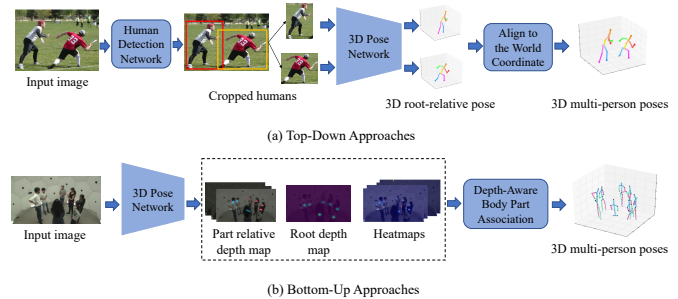 Human
Detection
Network
3D Pose
Network
Align to
the World
Coordinate
Input image
Cropped humans
3D root-relative pose
3D multi-person poses
(a) Top-Down Approaches
3D Pose
Network
Depth-Aware
Body Part
Association
Input image
Part relative
depth map
Root depth
map
Heatmaps
3D multi-person poses
(b) Bottom-Up Approaches